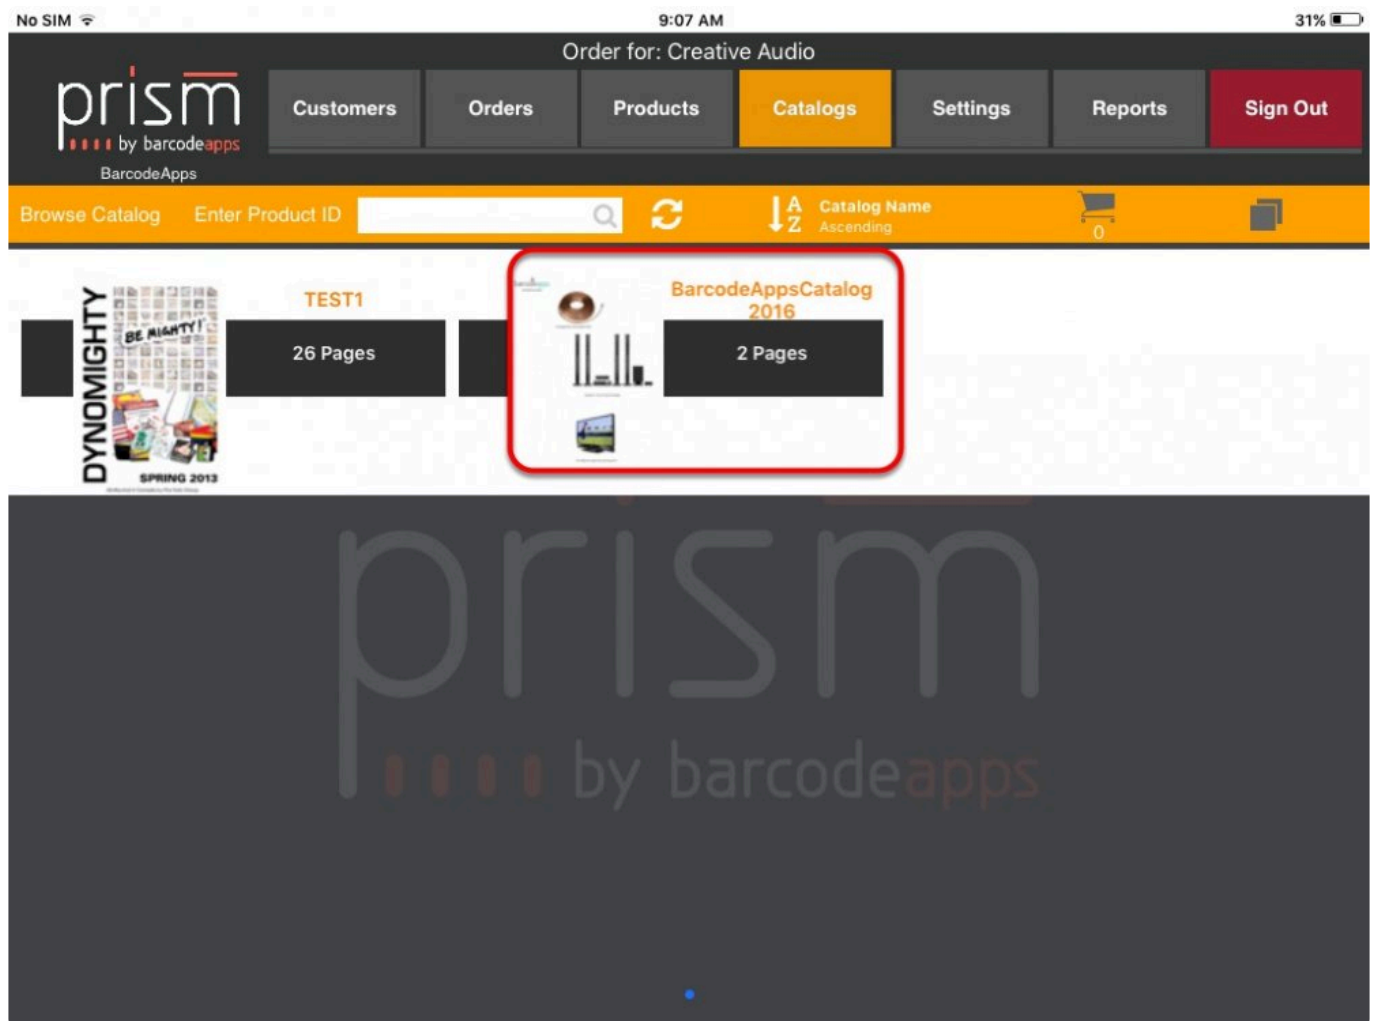 No SIM 9:07 AM 31%
Order for: Creative Audio
prism
by barcodeapps
BarcodeApps
Customers Orders Products Catalogs Settings Reports Sign Out
Browse Catalog Enter Product ID
A
Z
Catalog Name
Ascending
0
DYNOMIGHTY
BE MIGHTY!
SPRING 2013
TEST1
26 Pages
barcodeapps
BarcodeAppsCatalog
2016
2 Pages
prism
by barcodeapps